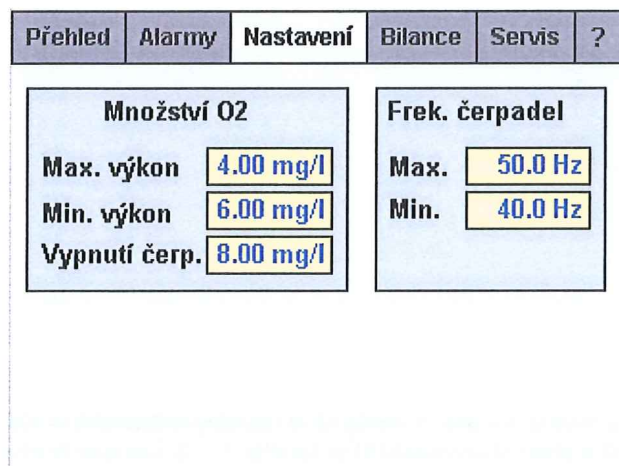 Přehled Alarmy Nastavení Bilance Servis ?
Množství O2
Max. výkon 4.00 mg/l
Min. výkon 6.00 mg/l
Vypnutí čerp. 8.00 mg/l
Frek. čerpadel
Max. 50.0 Hz
Min. 40.0 Hz